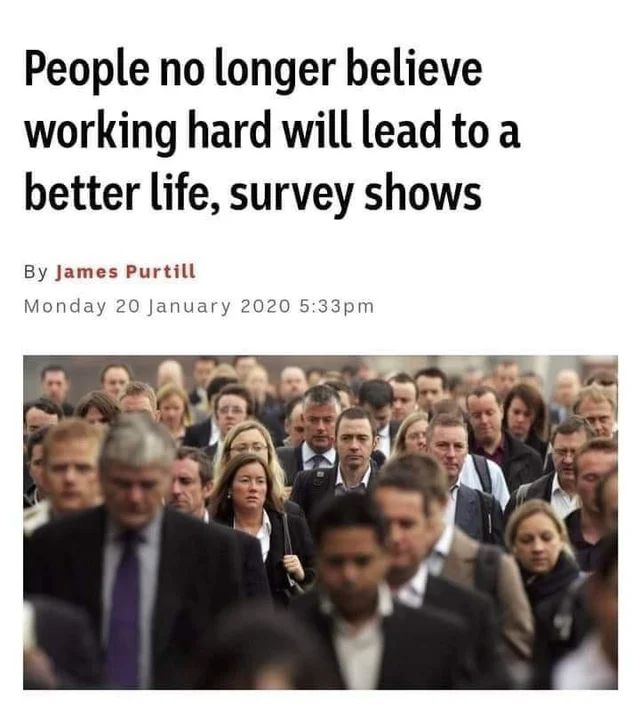 People no longer believe
working hard will lead to a
better life, survey shows
By James Purtill
Monday 20 January 2020 5:33pm